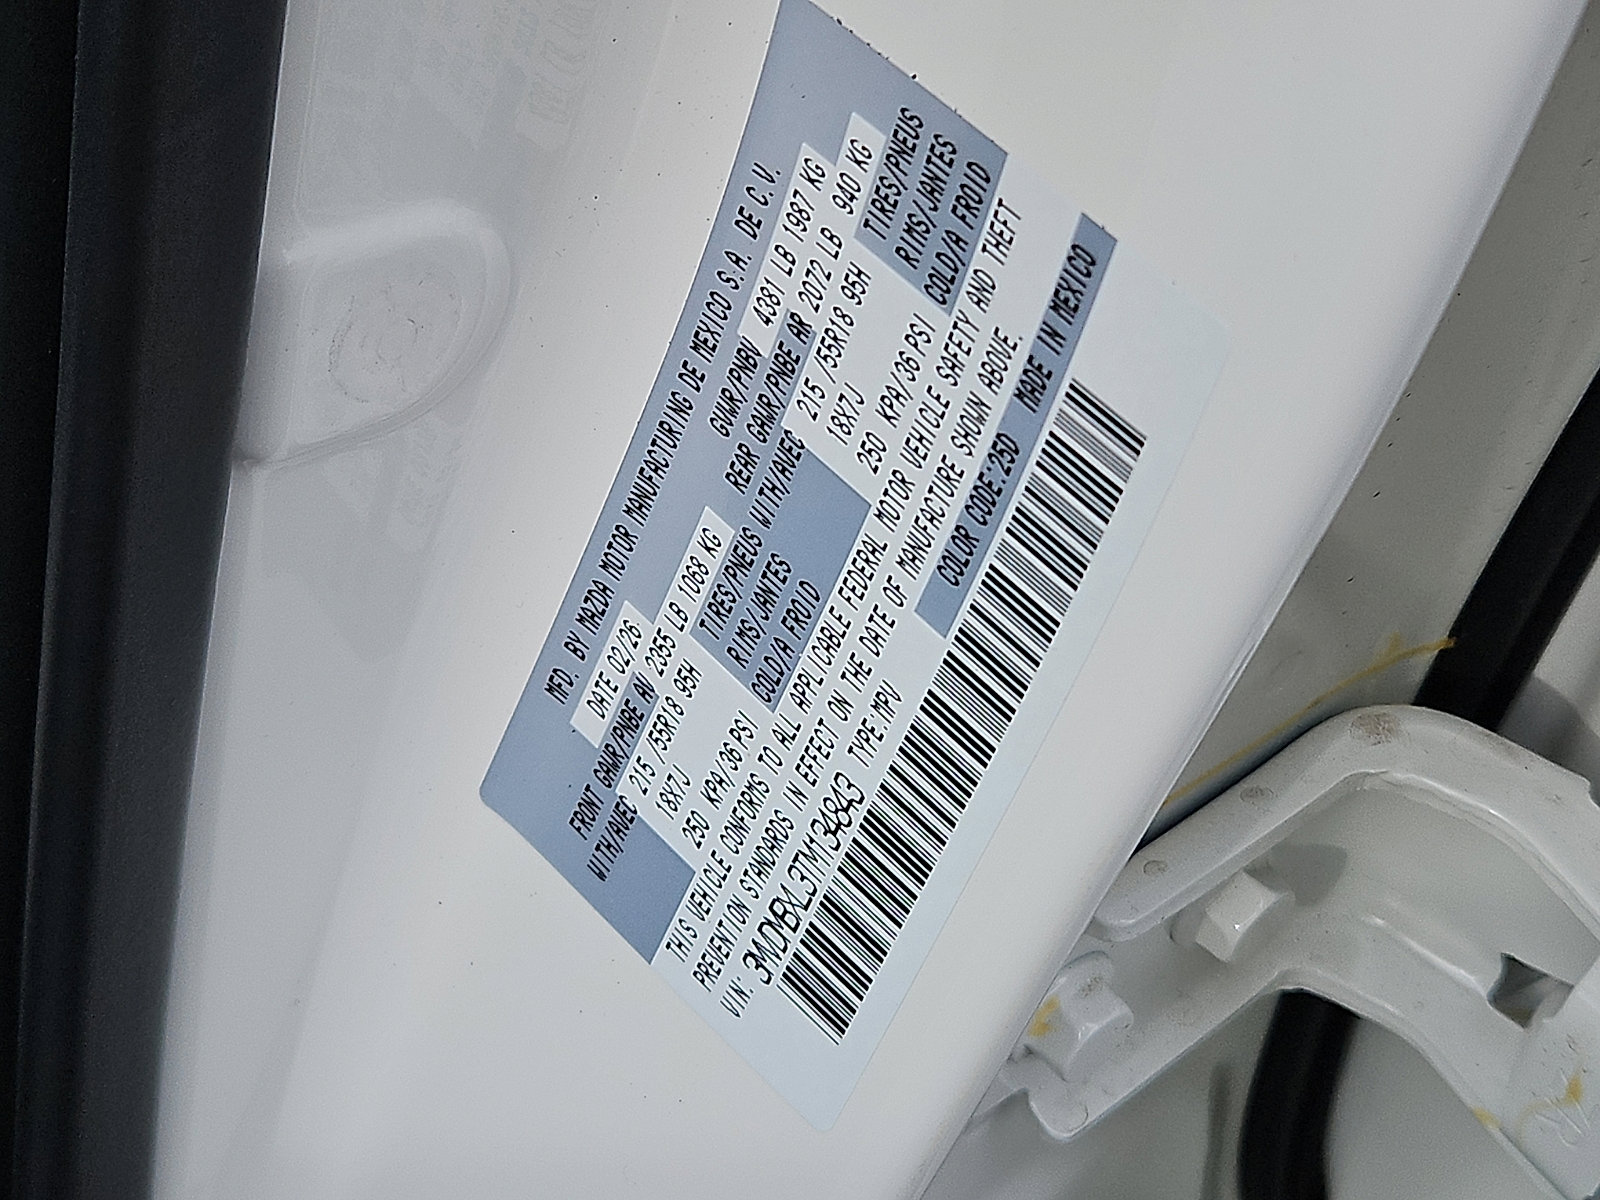 MFD. BY MAZDA MOTOR MANUFACTURING DE MEXICO S.A. DE C.V.
DATE 02/26 GVWR/PNBV 4381 LB 1987 KG
FRONT GAWR/PNBE AV 2355 LB 1068 KG REAR GAWR/PNBE AR 2072 LB 940 KG
WITH/AVEC 215 /55R18 95H TIRES/PNEUS WITH/AVEC 215 /55R18 95H TIRES/PNEUS
18X7J RIMS/JANTES 18X7J RIMS/JANTES
250 KPA/36 PSI COLD/A FROID 250 KPA/36 PSI COLD/A FROID
THIS VEHICLE CONFORMS TO ALL APPLICABLE FEDERAL MOTOR VEHICLE SAFETY AND THEFT
PREVENTION STANDARDS IN EFFECT ON THE DATE OF MANUFACTURE SHOWN ABOVE.
VIN: 3MVDMBXL3TM134843 TYPE:MPV COLOR CODE:25D MADE IN MEXICO